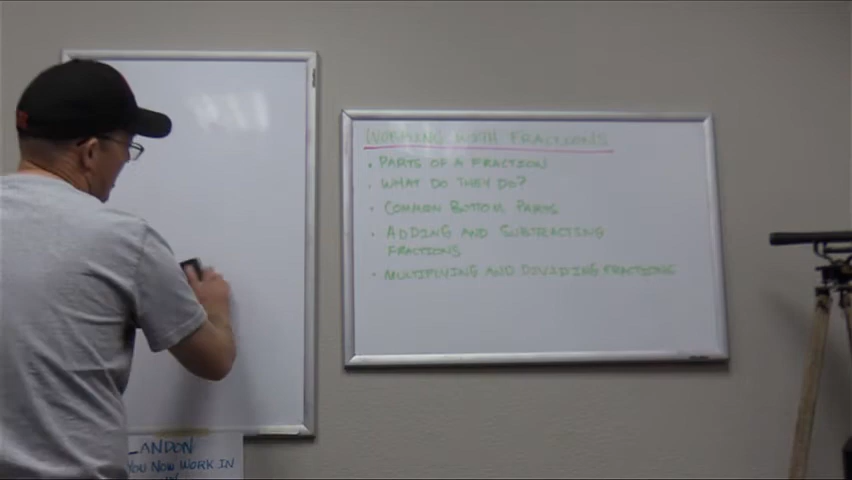 WORKING WITH FRACTIONS
• PARTS OF A FRACTION
• WHAT DO THEY DO?
• COMMON BOTTOM PARTS
• ADDING AND SUBTRACTING
FRACTIONS
• MULTIPLYING AND DIVIDING FRACTIONS
LANDON
YOU NOW WORK IN